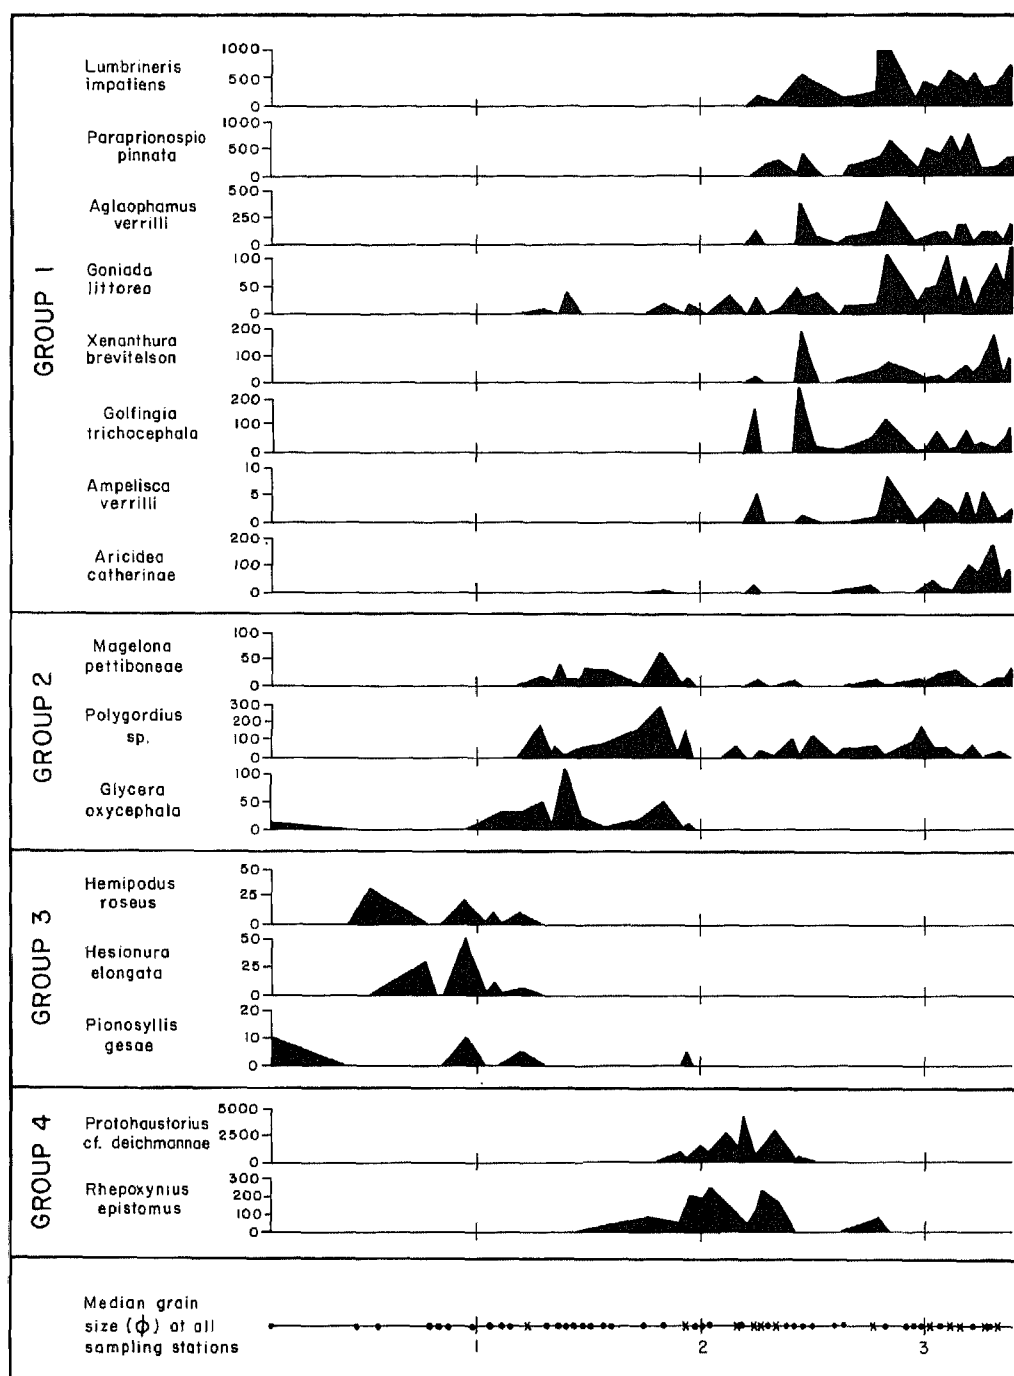 GROUP 1
Lumbrineris
impatiens
1000
500
0
Paraprionospio
pinnata
1000
500
0
Aglaophamus
verrilli
500
250
0
Goniada
littorea
100
50
0
Xenanthura
brevitelson
200
100
0
Golfingia
trichocephala
200
100
0
Ampelisca
verrilli
10
5
0
Aricidea
catherinae
200
100
0
GROUP 2
Magelona
pettiboneae
100
50
0
Polygordius
sp.
300
200
100
0
Glycera
oxycephala
100
50
0
GROUP 3
Hemipodus
roseus
50
25
0
Hesionura
elongata
50
25
0
Pionosyllis
gesae
20
10
0
GROUP 4
Protohaustorius
cf. deichmannae
5000
2500
0
Rhepoxynius
epistomus
300
200
100
0
Median grain
size (ϕ) at all
sampling stations
1 2 3